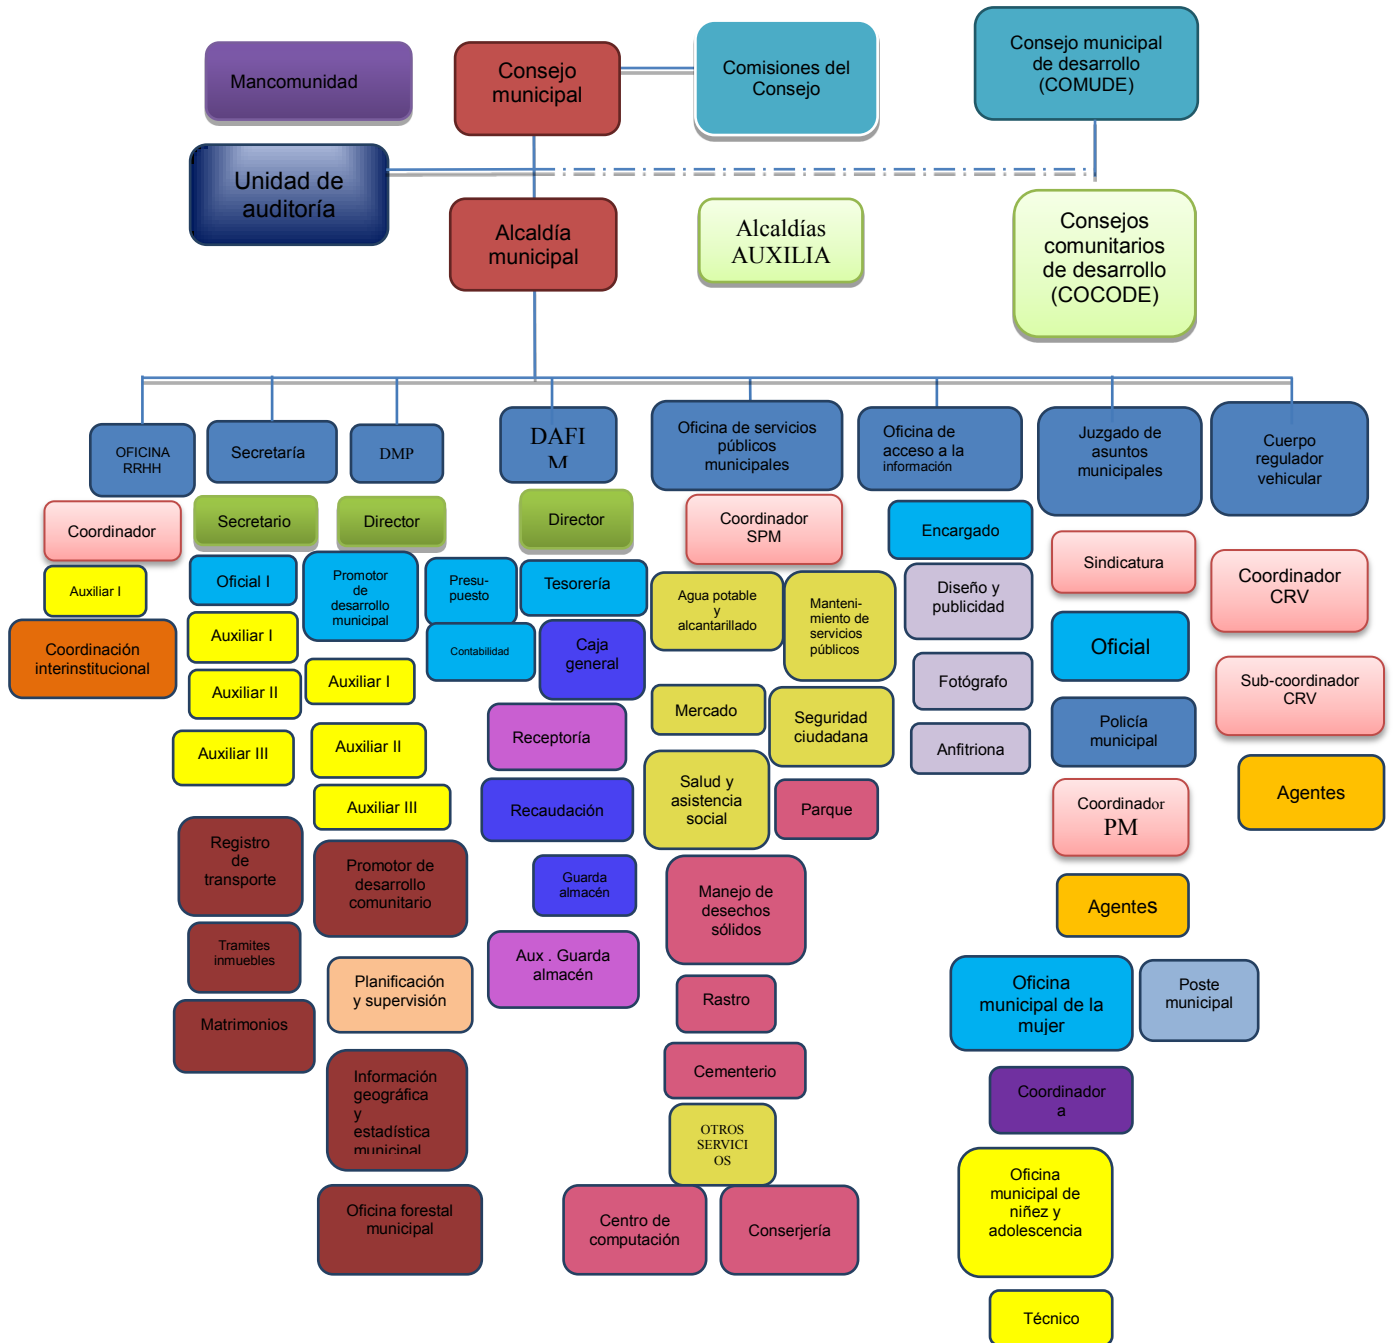 Mancomunidad
Consejo
municipal
Comisiones del
Consejo
Consejo municipal
de desarrollo
(COMUDE)
Unidad de
auditoría
Alcaldía
municipal
Alcaldías
AUXILIA
Consejos
comunitarios
de desarrollo
(COCODE)
OFICINA
RRHH
Secretaría
DMP
DAFI
M
Oficina de servicios
públicos
municipales
Oficina de
acceso a la
información
Juzgado de
asuntos
municipales
Cuerpo
regulador
vehicular
Coordinador
Secretario
Director
Director
Coordinador
SPM
Encargado
Sindicatura
Coordinador
CRV
Auxiliar I
Oficial I
Promotor
de
desarrollo
municipal
Presu-
puesto
Tesorería
Agua potable
y
alcantarillado
Manteni-
miento de
servicios
públicos
Diseño y
publicidad
Coordinación
interinstitucional
Auxiliar I
Contabilidad
Caja
general
Oficial
Auxiliar II
Auxiliar I
Mercado
Seguridad
ciudadana
Fotógrafo
Sub-coordinador
CRV
Auxiliar III
Auxiliar II
Receptoría
Anfitriona
Policía
municipal
Auxiliar III
Recaudación
Salud y
asistencia
social
Parque
Coordinador
PM
Agentes
Registro
de
transporte
Promotor de
desarrollo
comunitario
Guarda
almacén
Manejo de
desechos
sólidos
Agentes
Tramites
inmuebles
Aux . Guarda
almacén
Planificación
y supervisión
Rastro
Oficina
municipal de la
mujer
Poste
municipal
Matrimonios
Cementerio
Información
geográfica
y
estadística
municipal
Coordinador
a
OTROS
SERVICI
OS
Oficina
municipal de
niñez y
adolescencia
Oficina forestal
municipal
Centro de
computación
Conserjería
Técnico